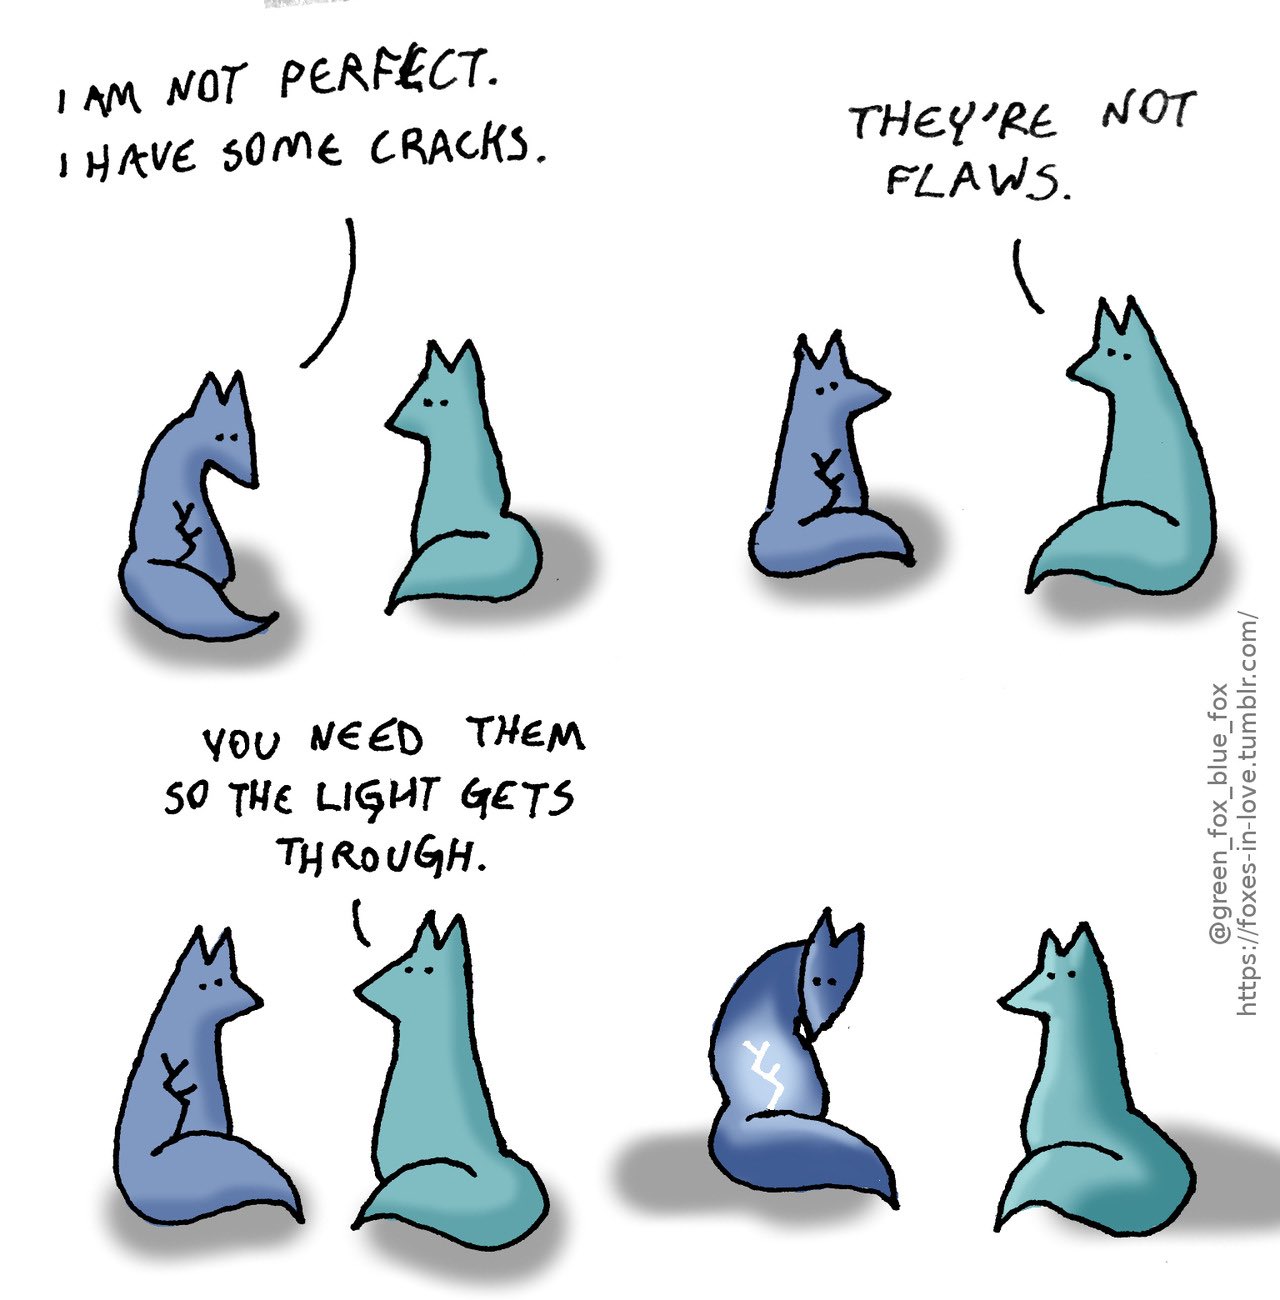 I AM NOT PERFECT.
I HAVE SOME CRACKS.
THEY'RE NOT
FLAWS.
YOU NEED THEM
SO THE LIGHT GETS
THROUGH.
@green_fox_blue_fox
https://foxes-in-love.tumblr.com/